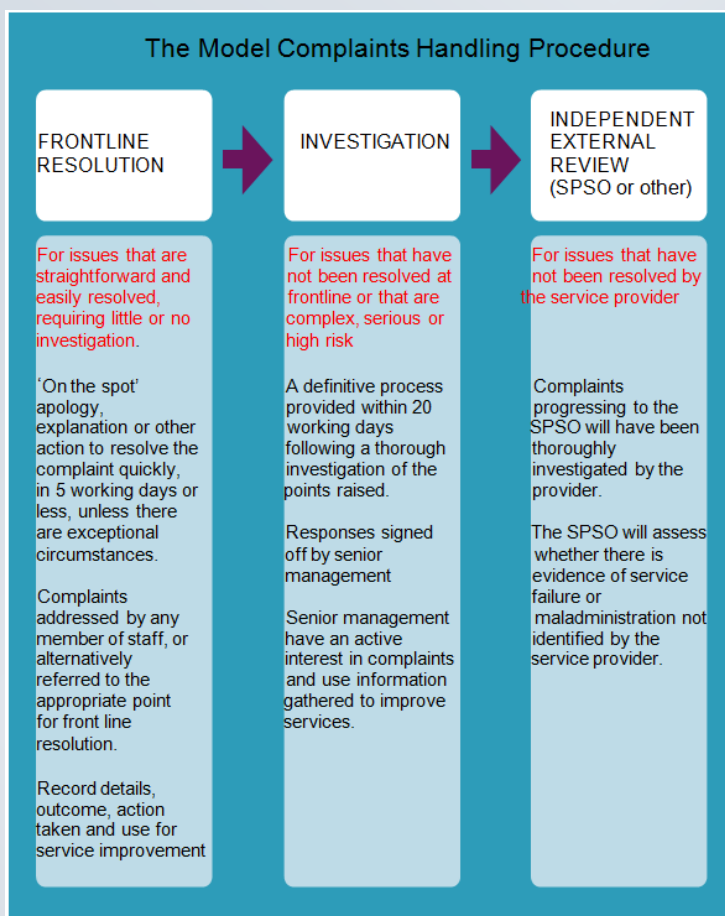 The Model Complaints Handling Procedure
FRONTLINE
RESOLUTION
INVESTIGATION
INDEPENDENT
EXTERNAL
REVIEW
(SPSO or other)
For issues that are
straightforward and
easily resolved,
requiring little or no
investigation.
‘On the spot’
apology,
explanation or other
action to resolve the
complaint quickly,
in 5 working days or
less, unless there
are exceptional
circumstances.
Complaints
addressed by any
member of staff, or
alternatively
referred to the
appropriate point
for front line
resolution.
Record details,
outcome, action
taken and use for
service improvement
For issues that have
not been resolved at
frontline or that are
complex, serious or
high risk
A definitive process
provided within 20
working days
following a thorough
investigation of the
points raised.
Responses signed
off by senior
management
Senior management
have an active
interest in complaints
and use information
gathered to improve
services.
For issues that have
not been resolved by
the service provider
Complaints
progressing to the
SPSO will have been
thoroughly
investigated by the
provider.
The SPSO will assess
whether there is
evidence of service
failure or
maladministration not
identified by the
service provider.